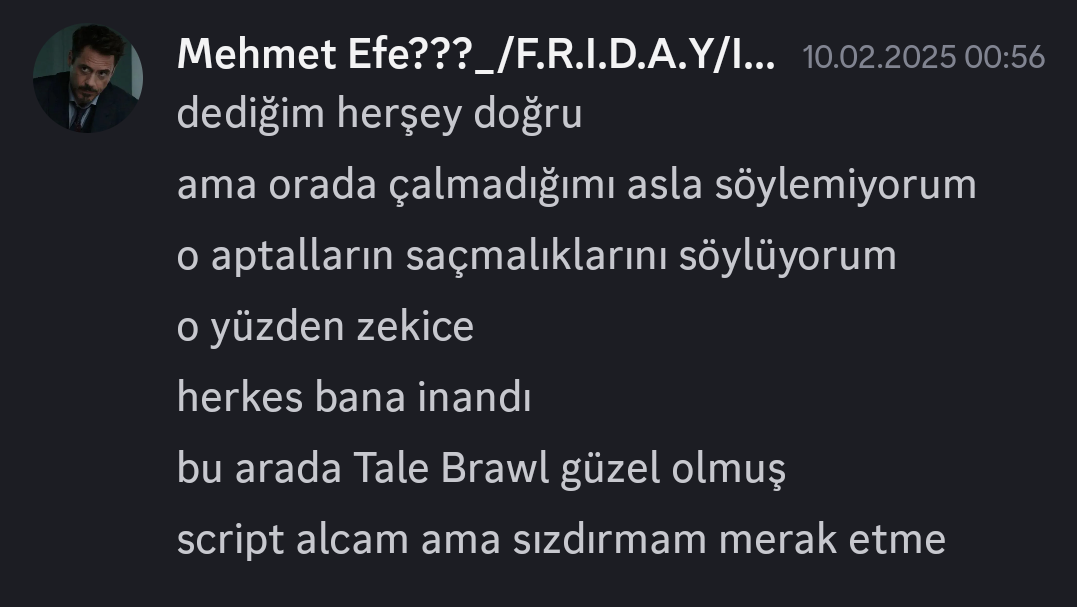 Mehmet Efe???_/F.R.I.D.A.Y/I... 10.02.2025 00:56
dediğim herşey doğru
ama orada çalmadığımı asla söylemiyorum
o aptalların saçmalıklarını söylüyorum
o yüzden zekice
herkes bana inandı
bu arada Tale Brawl güzel olmuş
script alcam ama sızdırmam merak etme